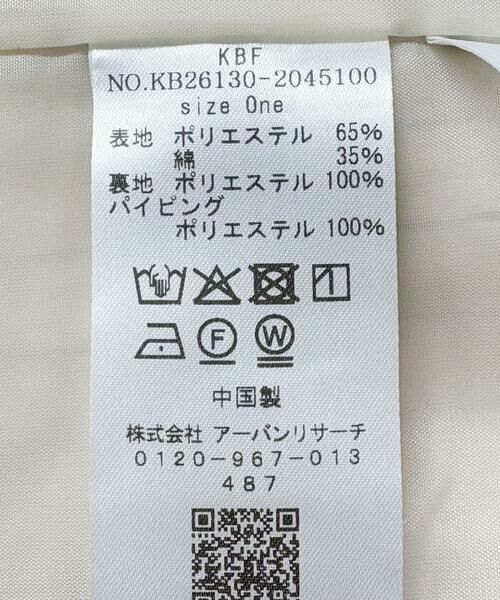 KBF
NO.KB26130-2045100
size One
表地 ポリエステル 65%
綿 35%
裏地 ポリエステル 100%
パイピング
ポリエステル 100%
F W
中国製
株式会社 アーバンリサーチ
0120-967-013
487